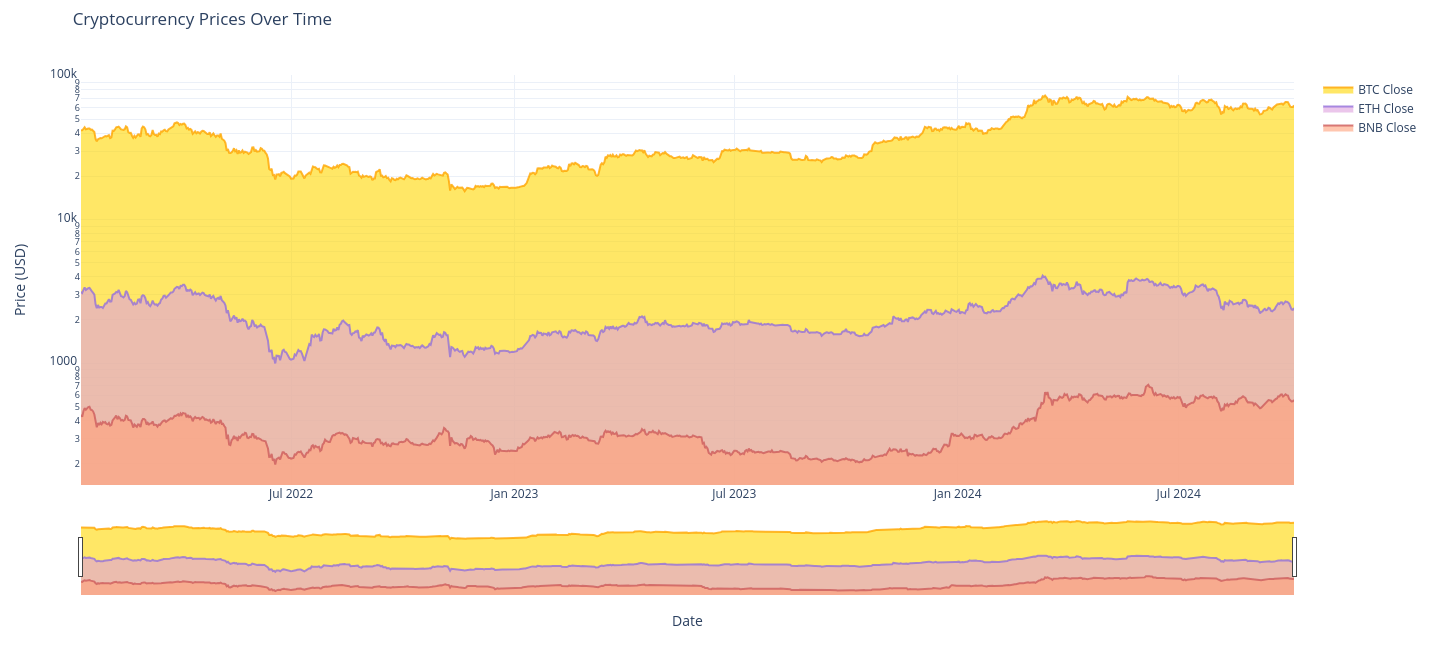 Cryptocurrency Prices Over Time
100k
9
8
7
6
5
4
3
2
10k
9
8
7
6
5
4
3
2
1000
9
8
7
6
5
4
3
2
Price (USD)
Jul 2022
Jan 2023
Jul 2023
Jan 2024
Jul 2024
Date
BTC Close
ETH Close
BNB Close